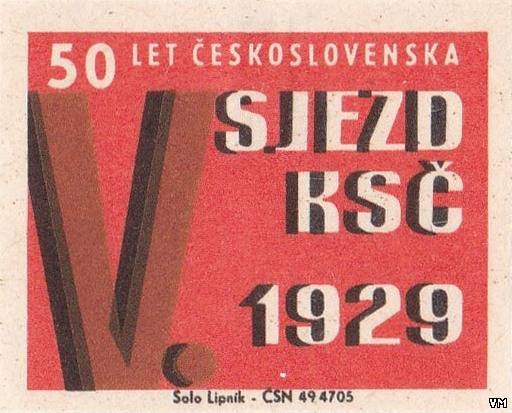 50 LET ČESKOSLOVENSKA
V. SJEZD
KSČ
1929
Solo Lipník - ČSN 49 4705
VM